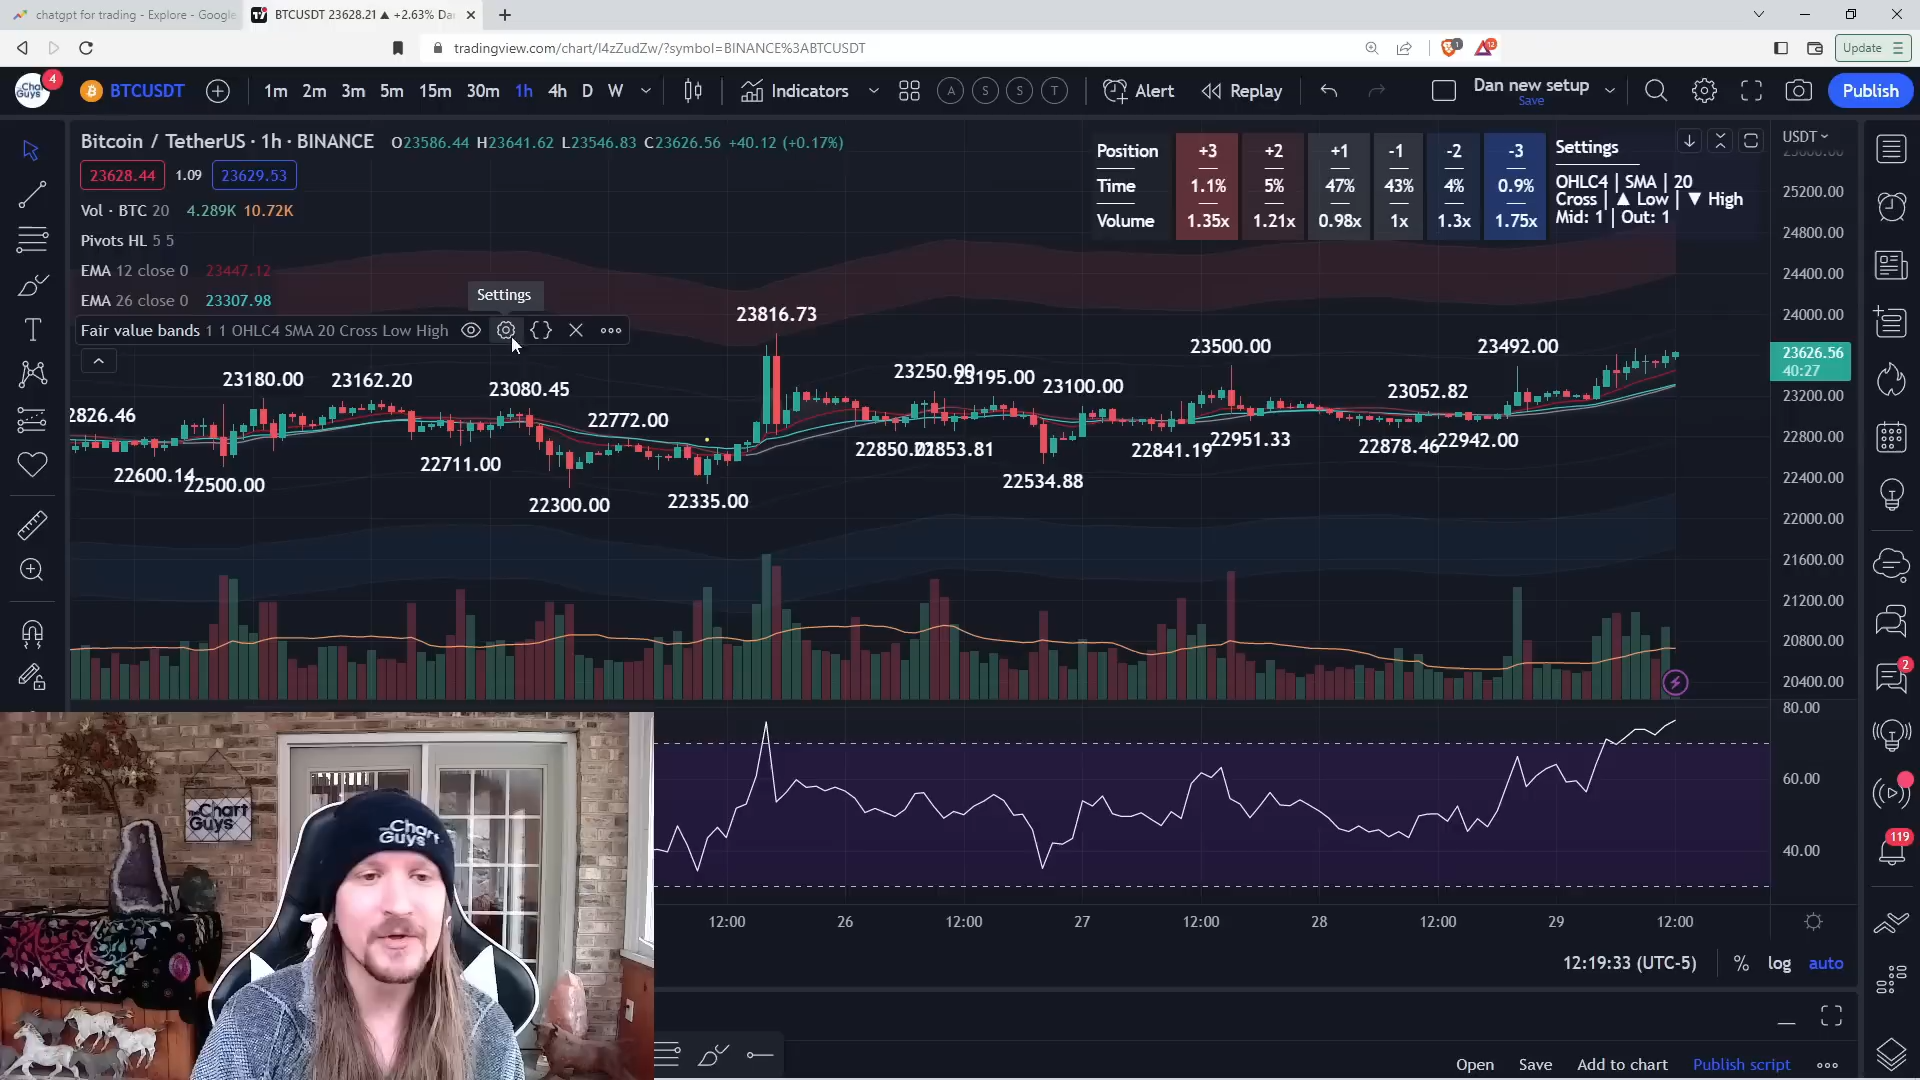 chatgpt for trading - Explore - Google
BTCUSDT 23628.21 ▲ +2.63% Da
tradingview.com/chart/I4zZudZw/?symbol=BINANCE%3ABTCUSDT
1
12
Update
The Chart Guys
4
BTCUSDT
1m 2m 3m 5m 15m 30m 1h 4h D W
Indicators
A S S T
Alert
Replay
Dan new setup
Save
Publish
Bitcoin / TetherUS · 1h · BINANCE O23586.44 H23641.62 L23546.83 C23626.56 +40.12 (+0.17%)
23628.44 1.09 23629.53
Vol · BTC 20 4.289K 10.72K
Pivots HL 5 5
EMA 12 close 0 23447.12
EMA 26 close 0 23307.98
Settings
Fair value bands 1 1 OHLC4 SMA 20 Cross Low High
Position +3 +2 +1 -1 -2 -3
Time 1.1% 5% 47% 43% 4% 0.9%
Volume 1.35x 1.21x 0.98x 1x 1.3x 1.75x
Settings
OHLC4 | SMA | 20
Cross | ▲ Low | ▼ High
Mid: 1 | Out: 1
USDT
25200.00
24800.00
24400.00
24000.00
23626.56
40:27
23200.00
22800.00
22400.00
22000.00
21600.00
21200.00
20800.00
20400.00
80.00
60.00
40.00
23816.73
23500.00
23492.00
23180.00
23162.20
23080.45
23195.00
23100.00
23052.82
2826.46
22772.00
22600.14
22500.00
22711.00
22300.00
22335.00
22853.81
22534.88
22841.19
22951.33
22878.46
22942.00
12:00 26 12:00 27 12:00 28 12:00 29 12:00
12:19:33 (UTC-5) % log auto
Open Save Add to chart Publish script
2
119
The Chart Guys
Chart Guys